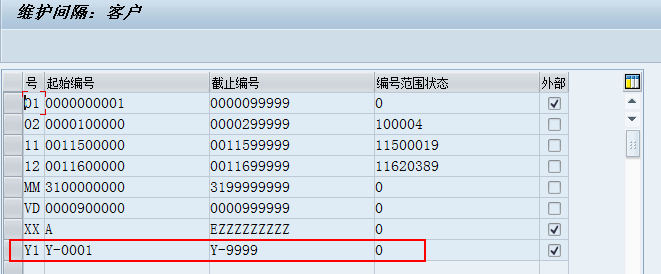 维护间隔：客户
号 起始编号 截止编号 编号范围状态 外部
01 0000000001 0000099999 0
02 0000100000 0000299999 100004
11 0011500000 0011599999 11500019
12 0011600000 0011699999 11620389
MM 3100000000 3199999999 0
VD 0000900000 0000999999 0
XX A EZZZZZZZZZ 0
Y1 Y-0001 Y-9999 0